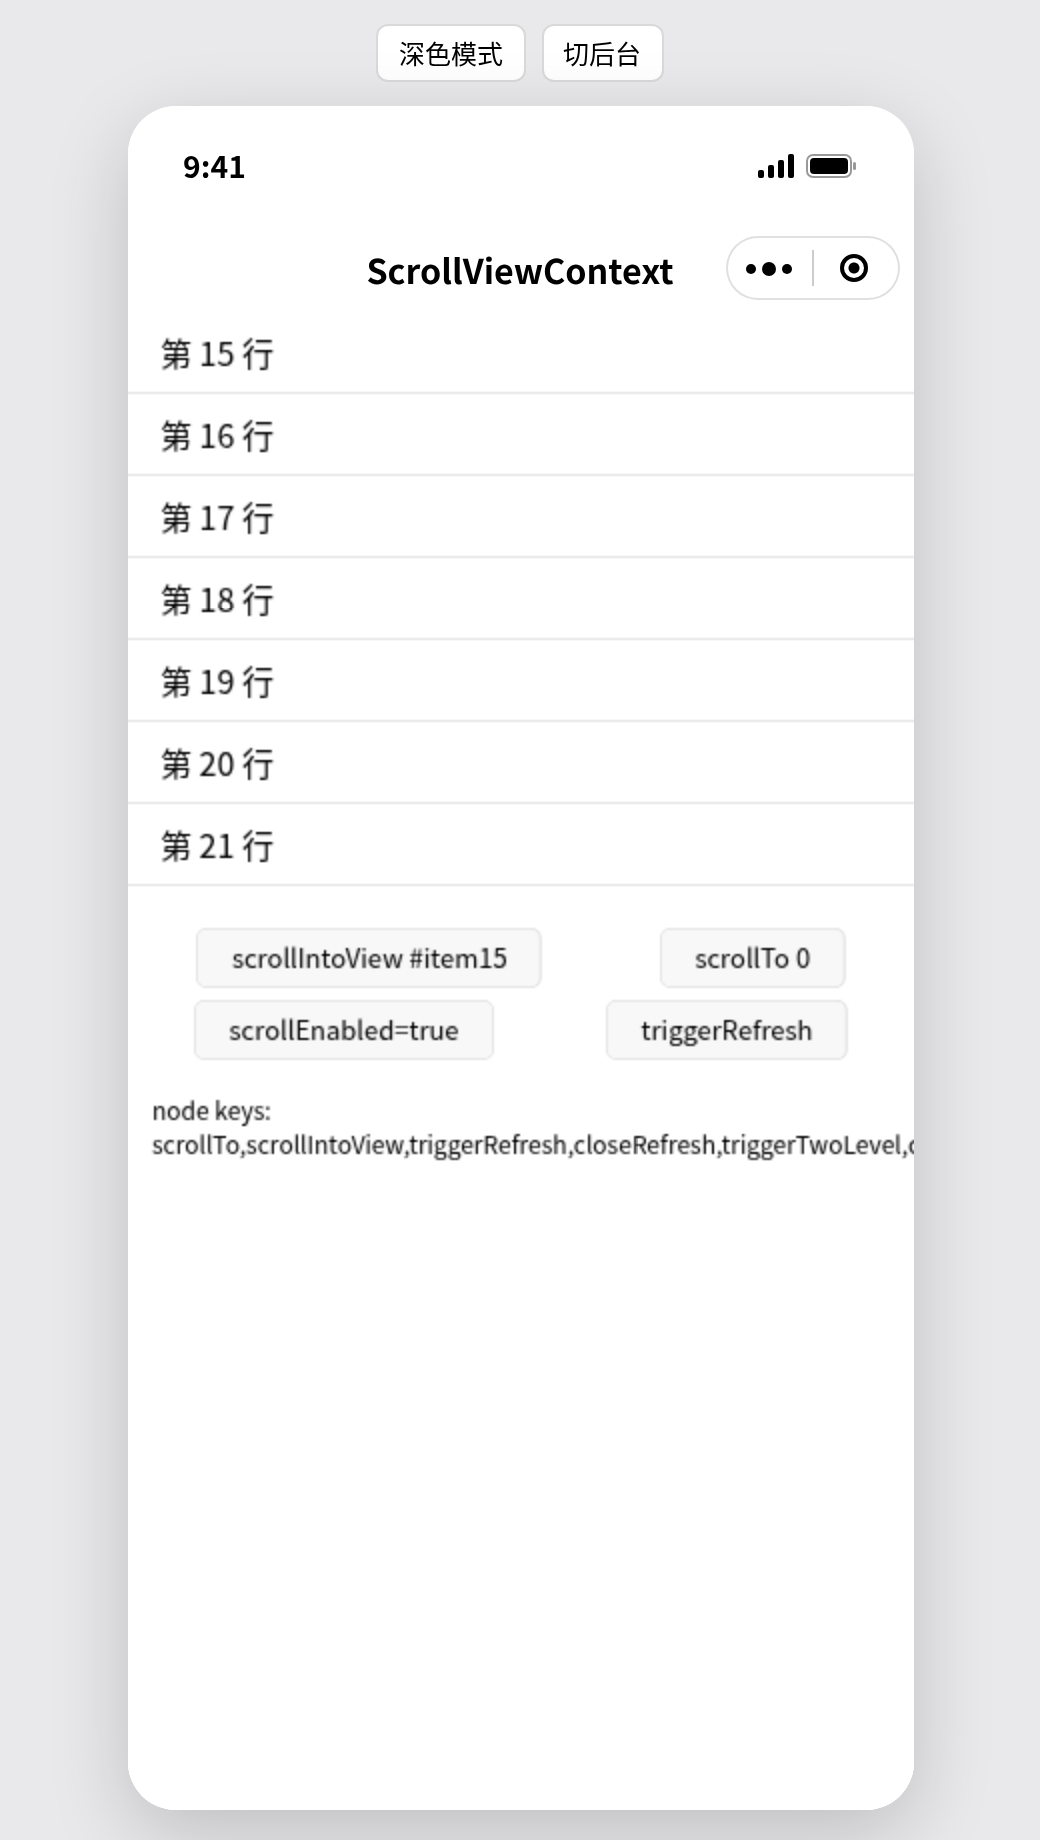 深色模式 切后台
9:41
ScrollViewContext
第 15 行
第 16 行
第 17 行
第 18 行
第 19 行
第 20 行
第 21 行
scrollIntoView #item15 scrollTo 0
scrollEnabled=true triggerRefresh
node keys:
scrollTo,scrollIntoView,triggerRefresh,closeRefresh,triggerTwoLevel,